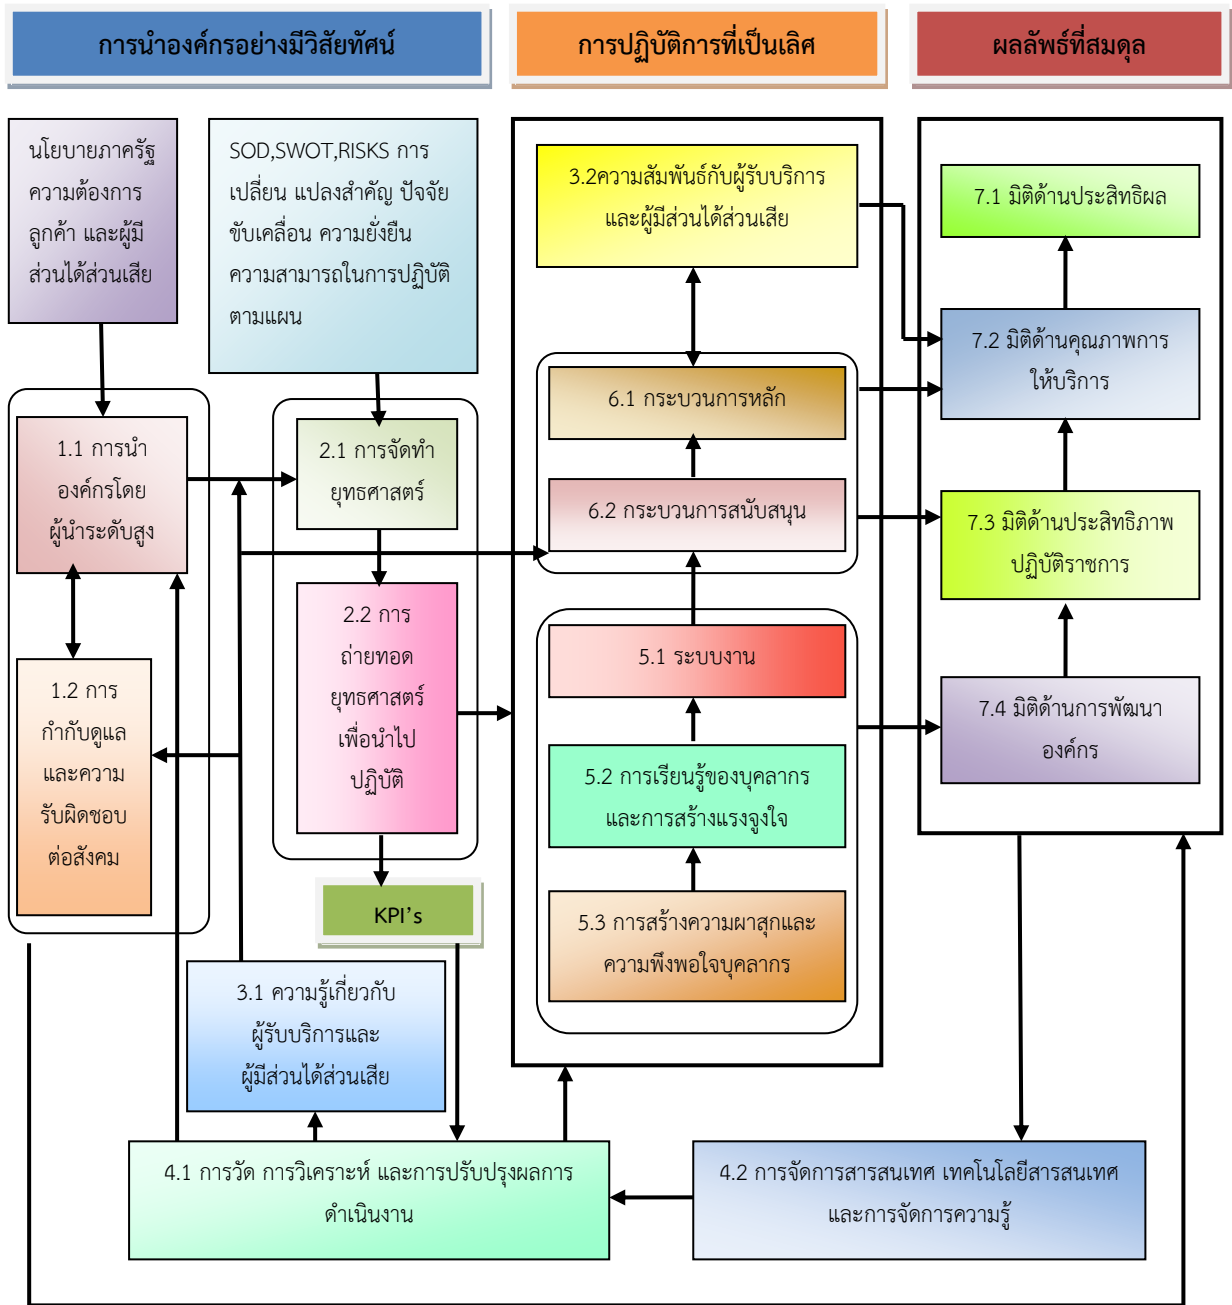 การนำองค์กรอย่างมีวิสัยทัศน์
การปฏิบัติการที่เป็นเลิศ
ผลลัพธ์ที่สมดุล
นโยบายภาครัฐ
ความต้องการ
ลูกค้า และผู้มี
ส่วนได้ส่วนเสีย
SOD,SWOT,RISKS การ
เปลี่ยน แปลงสำคัญ ปัจจัย
ขับเคลื่อน ความยั่งยืน
ความสามารถในการปฏิบัติ
ตามแผน
1.1 การนำ
องค์กรโดย
ผู้นำระดับสูง
1.2 การ
กำกับดูแล
และความ
รับผิดชอบ
ต่อสังคม
2.1 การจัดทำ
ยุทธศาสตร์
2.2 การ
ถ่ายทอด
ยุทธศาสตร์
เพื่อนำไป
ปฏิบัติ
KPI's
3.1 ความรู้เกี่ยวกับ
ผู้รับบริการและ
ผู้มีส่วนได้ส่วนเสีย
3.2ความสัมพันธ์กับผู้รับบริการ
และผู้มีส่วนได้ส่วนเสีย
6.1 กระบวนการหลัก
6.2 กระบวนการสนับสนุน
5.1 ระบบงาน
5.2 การเรียนรู้ของบุคลากร
และการสร้างแรงจูงใจ
5.3 การสร้างความผาสุกและ
ความพึงพอใจบุคลากร
7.1 มิติด้านประสิทธิผล
7.2 มิติด้านคุณภาพการ
ให้บริการ
7.3 มิติด้านประสิทธิภาพ
ปฏิบัติราชการ
7.4 มิติด้านการพัฒนา
องค์กร
4.1 การวัด การวิเคราะห์ และการปรับปรุงผลการ
ดำเนินงาน
4.2 การจัดการสารสนเทศ เทคโนโลยีสารสนเทศ
และการจัดการความรู้